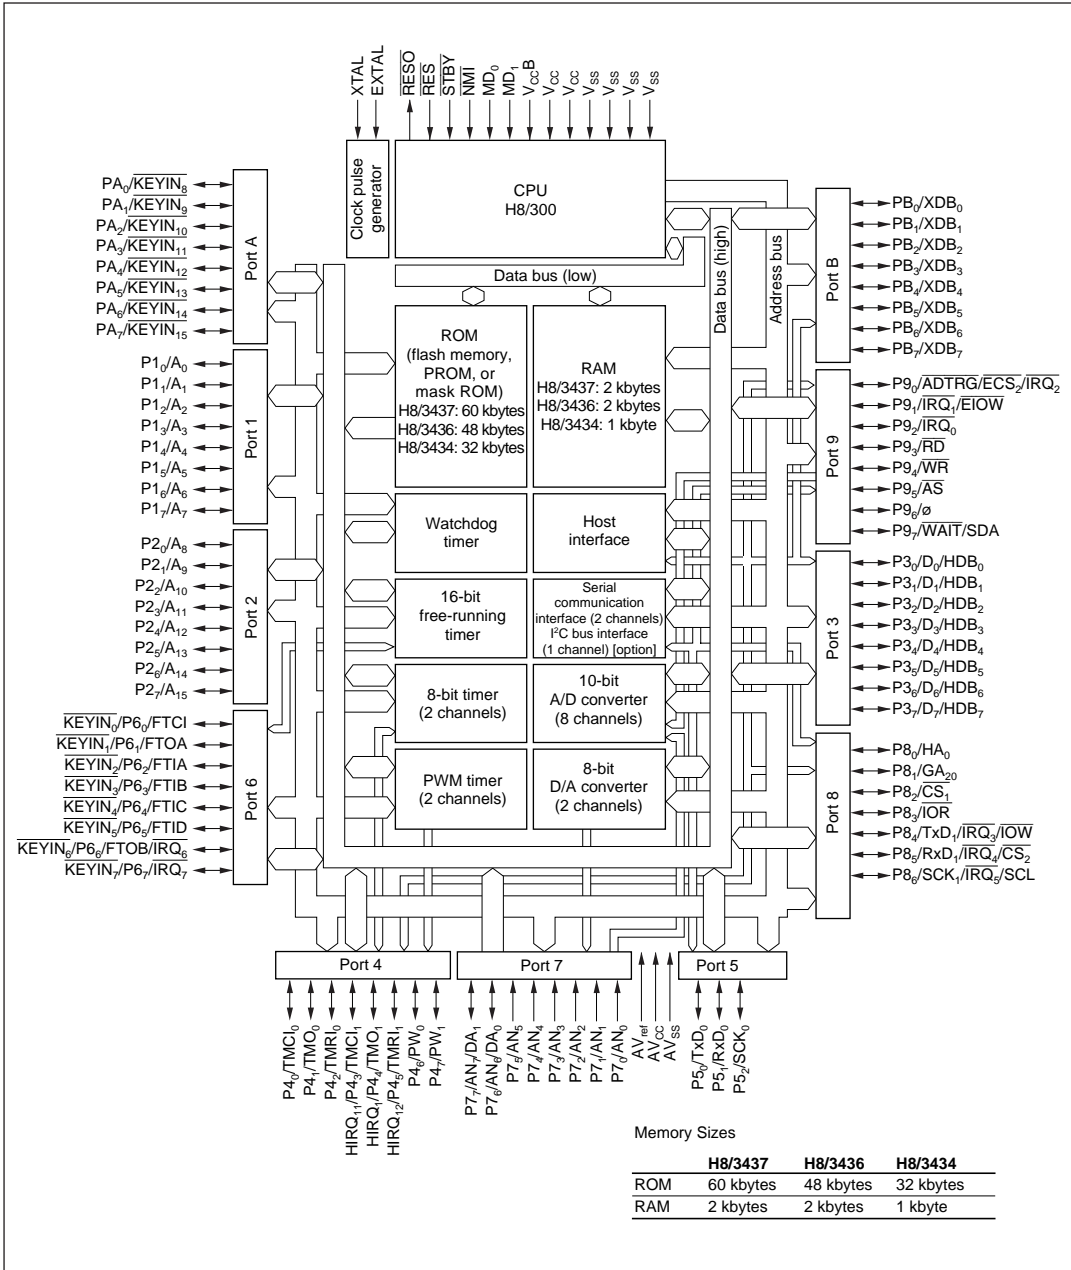 XTAL
EXTAL
RESO
RES
STBY
NMI
MD0
MD1
VCCB
VCC
VCC
VSS
VSS
VSS
VSS
Clock pulse
generator
CPU
H8/300
Data bus (low)
Data bus (high)
Address bus
PA0/KEYIN8
PA1/KEYIN9
PA2/KEYIN10
PA3/KEYIN11
PA4/KEYIN12
PA5/KEYIN13
PA6/KEYIN14
PA7/KEYIN15
Port A
P10/A0
P11/A1
P12/A2
P13/A3
P14/A4
P15/A5
P16/A6
P17/A7
Port 1
P20/A8
P21/A9
P22/A10
P23/A11
P24/A12
P25/A13
P26/A14
P27/A15
Port 2
KEYIN0/P60/FTCI
KEYIN1/P61/FTOA
KEYIN2/P62/FTIA
KEYIN3/P63/FTIB
KEYIN4/P64/FTIC
KEYIN5/P65/FTID
KEYIN6/P66/FTOB/IRQ6
KEYIN7/P67/IRQ7
Port 6
ROM
(flash memory,
PROM, or
mask ROM)
H8/3437: 60 kbytes
H8/3436: 48 kbytes
H8/3434: 32 kbytes
RAM
H8/3437: 2 kbytes
H8/3436: 2 kbytes
H8/3434: 1 kbyte
Watchdog
timer
Host
interface
16-bit
free-running
timer
Serial
communication
interface (2 channels)
I²C bus interface
(1 channel) [option]
8-bit timer
(2 channels)
10-bit
A/D converter
(8 channels)
PWM timer
(2 channels)
8-bit
D/A converter
(2 channels)
Port B
PB0/XDB0
PB1/XDB1
PB2/XDB2
PB3/XDB3
PB4/XDB4
PB5/XDB5
PB6/XDB6
PB7/XDB7
Port 9
P90/ADTRG/ECS2/IRQ2
P91/IRQ1/EIOW
P92/IRQ0
P93/RD
P94/WR
P95/AS
P96/ø
P97/WAIT/SDA
Port 3
P30/D0/HDB0
P31/D1/HDB1
P32/D2/HDB2
P33/D3/HDB3
P34/D4/HDB4
P35/D5/HDB5
P36/D6/HDB6
P37/D7/HDB7
Port 8
P80/HA0
P81/GA20
P82/CS1
P83/IOR
P84/TxD1/IRQ3/IOW
P85/RxD1/IRQ4/CS2
P86/SCK1/IRQ5/SCL
Port 4
P40/TMCI0
P41/TMO0
P42/TMRI0
HIRQ11/P43/TMCI1
HIRQ1/P44/TMO1
HIRQ12/P45/TMRI1
P46/PW0
P47/PW1
Port 7
P77/AN7/DA1
P76/AN6/DA0
P75/AN5
P74/AN4
P73/AN3
P72/AN2
P71/AN1
P70/AN0
AVref
AVCC
AVSS
Port 5
P50/TxD0
P51/RxD0
P52/SCK0
Memory Sizes
H8/3437 H8/3436 H8/3434
ROM 60 kbytes 48 kbytes 32 kbytes
RAM 2 kbytes 2 kbytes 1 kbyte